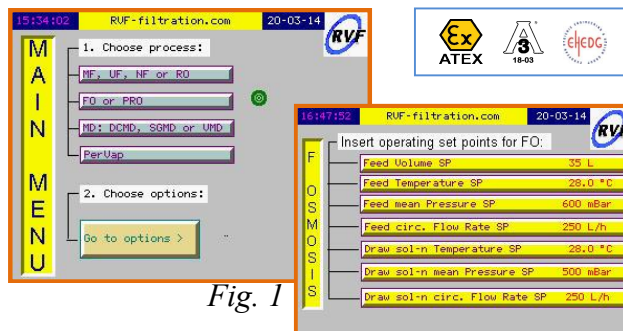 15:34:02 RVF-filtration.com 20-03-14
RVF
MAIN MENU
1. Choose process:
MF, UF, NF or RO
FO or PRO
MD: DCMD, SGMD or VMD
PerVap
2. Choose options:
Go to options >
Fig. 1
Ex
ATEX
A
3
18-03
EHEDG
16:47:52 RVF-filtration.com 20-03-14
RV
F OSMOSIS
Insert operating set points for FO:
Feed Volume SP 35 L
Feed Temperature SP 28.0 °C
Feed mean Pressure SP 600 mBar
Feed circ. Flow Rate SP 250 L/h
Draw sol-n Temperature SP 28.0 °C
Draw sol-n mean Pressure SP 500 mBar
Draw sol-n circ. Flow Rate SP 250 L/h